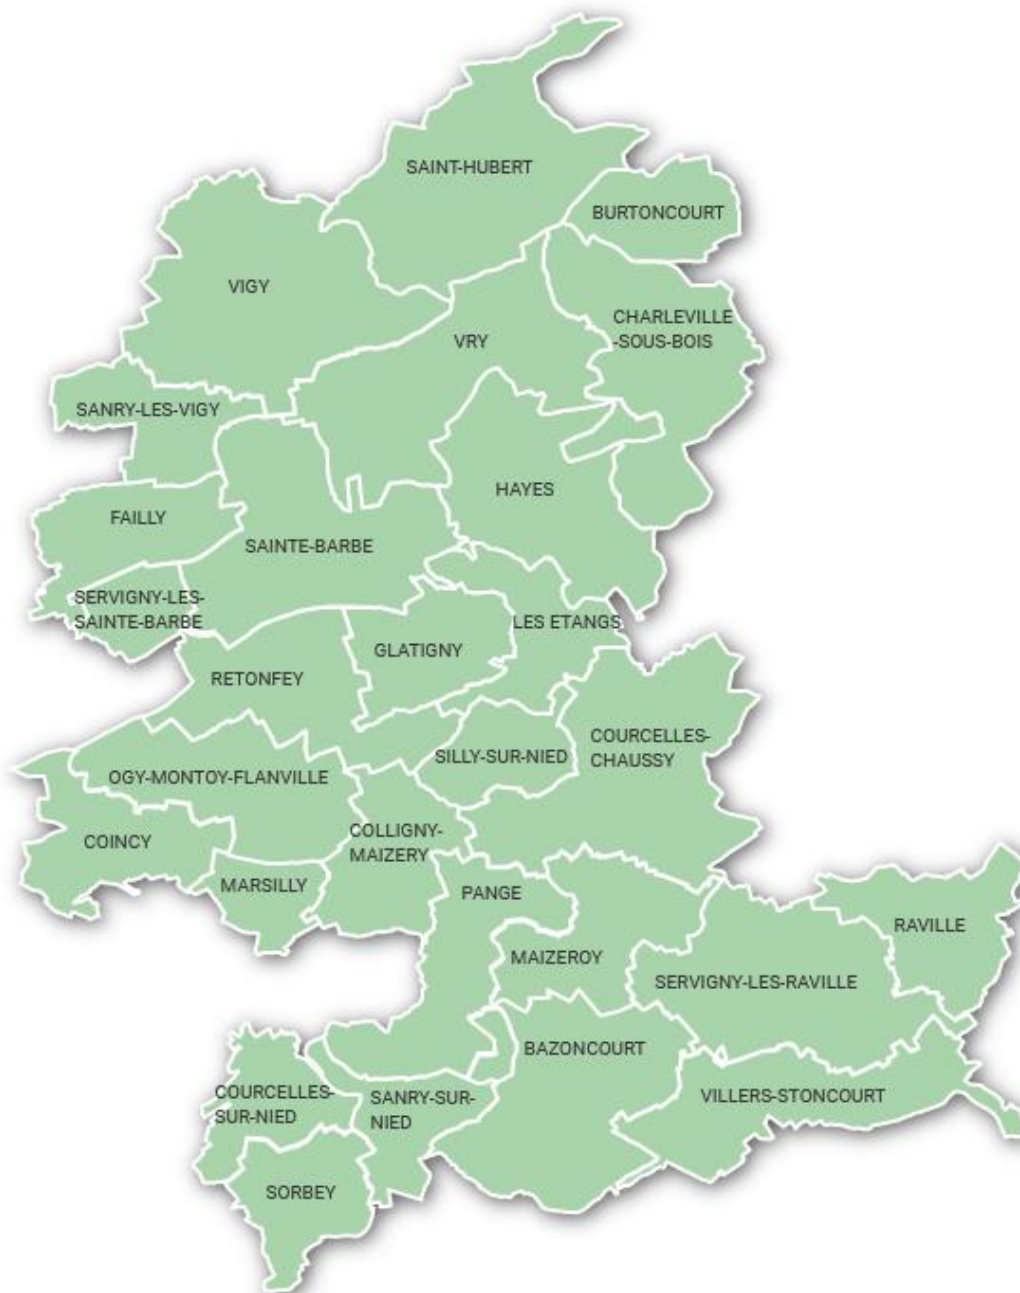 SAINT-HUBERT
BURTONCOURT
VIGY
CHARLEVILLE
-SOUS-BOIS
VRY
SANRY-LES-VIGY
HAYES
FAILLY
SAINTE-BARBE
SERVIGNY-LES-
SAINTE-BARBE
LES ETANGS
GLATIGNY
RETONFEY
COURCELLES-
CHAUSSY
SILLY-SUR-NIED
OGY-MONTOY-FLANVILLE
COLLIGNY-
MAIZERY
COINCY
MARSILLY
PANGE
RAVILLE
MAIZEROY
SERVIGNY-LES-RAVILLE
BAZONCOURT
COURCELLES-
SUR-NIED
SANRY-SUR-
NIED
VILLERS-STONCOURT
SORBEY